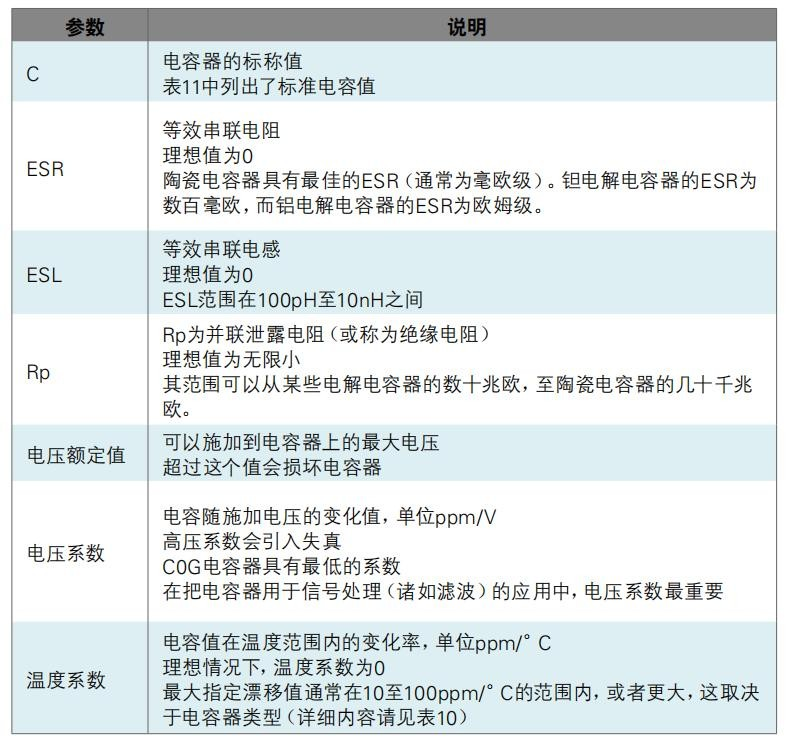 参数 说明
C
电容器的标称值
表11中列出了标准电容值
ESR
等效串联电阻
理想值为0
陶瓷电容器具有最佳的ESR（通常为毫欧级）。钽电解电容器的ESR为
数百毫欧，而铝电解电容器的ESR为欧姆级。
ESL
等效串联电感
理想值为0
ESL范围在100pH至10nH之间
Rp
Rp为并联泄露电阻（或称为绝缘电阻）
理想值为无限小
其范围可以从某些电解电容器的数十兆欧，至陶瓷电容器的几十千兆
欧。
电压额定值
可以施加到电容器上的最大电压
超过这个值会损坏电容器
电压系数
电容随施加电压的变化值，单位ppm/V
高压系数会引入失真
C0G电容器具有最低的系数
在把电容器用于信号处理（诸如滤波）的应用中，电压系数最重要
温度系数
电容值在温度范围内的变化率，单位ppm/° C
理想情况下，温度系数为0
最大指定漂移值通常在10至100ppm/° C的范围内，或者更大，这取决
于电容器类型（详细内容请见表10）